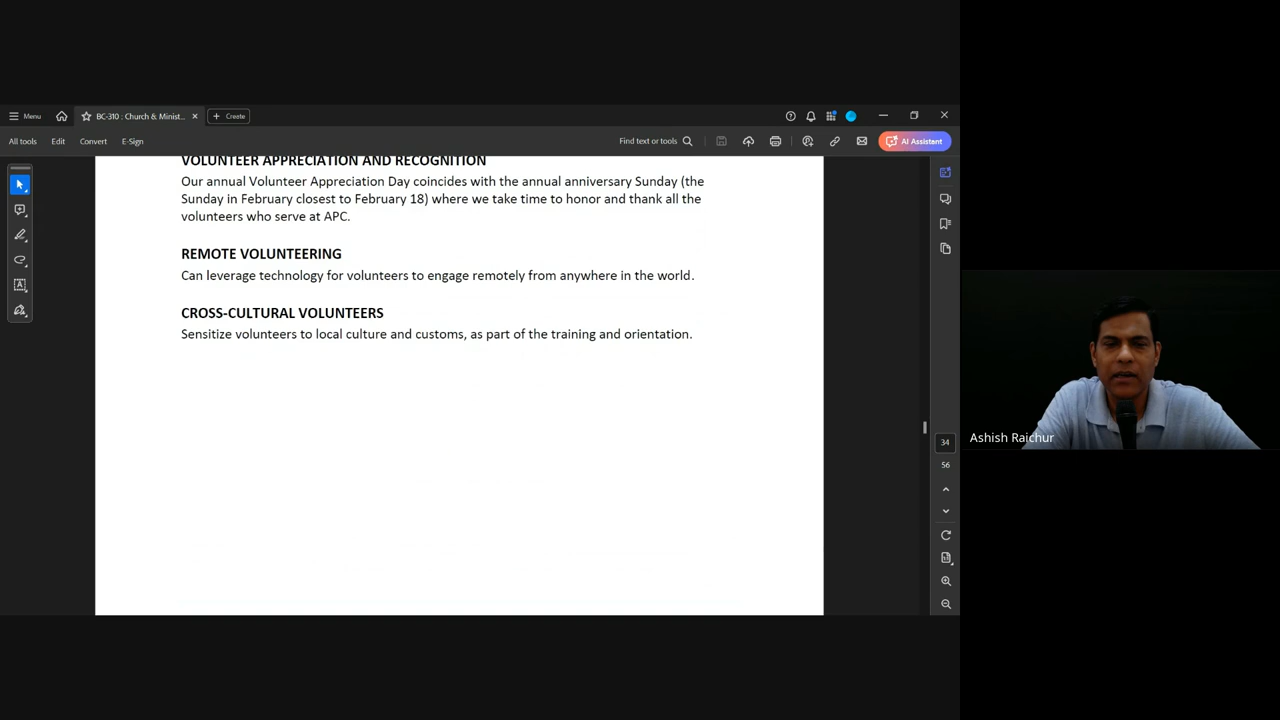 Menu
BC-310 : Church & Minist...
Create
All tools
Edit
Convert
E-Sign
Find text or tools
AI Assistant
VOLUNTEER APPRECIATION AND RECOGNITION
Our annual Volunteer Appreciation Day coincides with the annual anniversary Sunday (the
Sunday in February closest to February 18) where we take time to honor and thank all the
volunteers who serve at APC.
REMOTE VOLUNTEERING
Can leverage technology for volunteers to engage remotely from anywhere in the world.
CROSS-CULTURAL VOLUNTEERS
Sensitize volunteers to local culture and customs, as part of the training and orientation.
34
56
Ashish Raichur